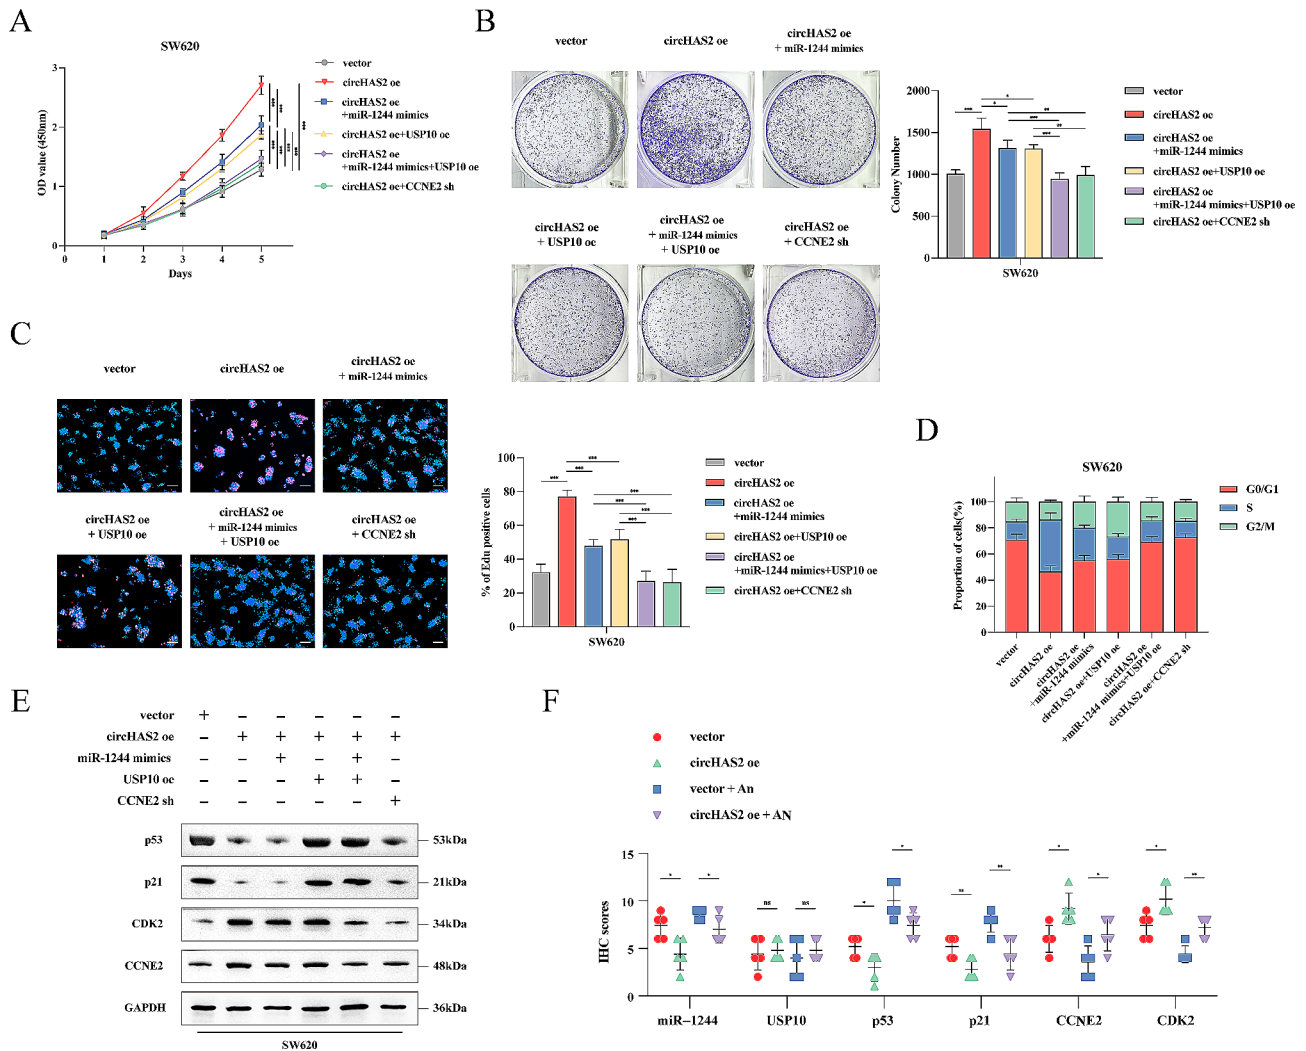 A
SW620
OD value (450nm)
3
2
1
0
0
1
2
3
4
5
Days
vector
circHAS2 oe
circHAS2 oe
+miR-1244 mimics
circHAS2 oe+USP10 oe
circHAS2 oe
+miR-1244 mimics+USP10 oe
circHAS2 oe+CCNE2 sh
***
***
***
***
***
***
***
B
vector
circHAS2 oe
circHAS2 oe
+ miR-1244 mimics
circHAS2 oe
+ USP10 oe
circHAS2 oe
+ miR-1244 mimics
+ USP10 oe
circHAS2 oe
+ CCNE2 sh
Colony Number
2000
1500
1000
500
0
***
*
*
**
***
**
***
SW620
vector
circHAS2 oe
circHAS2 oe
+miR-1244 mimics
circHAS2 oe+USP10 oe
circHAS2 oe
+miR-1244 mimics+USP10 oe
circHAS2 oe+CCNE2 sh
C
vector
circHAS2 oe
circHAS2 oe
+ miR-1244 mimics
circHAS2 oe
+ USP10 oe
circHAS2 oe
+ miR-1244 mimics
+ USP10 oe
circHAS2 oe
+ CCNE2 sh
% of Edu positive cells
100
80
60
40
20
0
***
***
***
***
***
***
***
SW620
vector
circHAS2 oe
circHAS2 oe
+miR-1244 mimics
circHAS2 oe+USP10 oe
circHAS2 oe
+miR-1244 mimics+USP10 oe
circHAS2 oe+CCNE2 sh
D
SW620
Proportion of cells(%)
100
80
60
40
20
0
G0/G1
S
G2/M
vector
circHAS2 oe
circHAS2 oe
+miR-1244 mimics
circHAS2 oe+USP10 oe
circHAS2 oe
+miR-1244 mimics+USP10 oe
circHAS2 oe+CCNE2 sh
E
vector + – – – – –
circHAS2 oe – + + + + +
miR-1244 mimics – – + – + –
USP10 oe – – – + + –
CCNE2 sh – – – – – +
p53 53kDa
p21 21kDa
CDK2 34kDa
CCNE2 48kDa
GAPDH 36kDa
SW620
F
vector
circHAS2 oe
vector + An
circHAS2 oe + AN
IHC scores
15
10
5
0
* * ns ns * * ** ** * * * **
miR–1244 USP10 p53 p21 CCNE2 CDK2